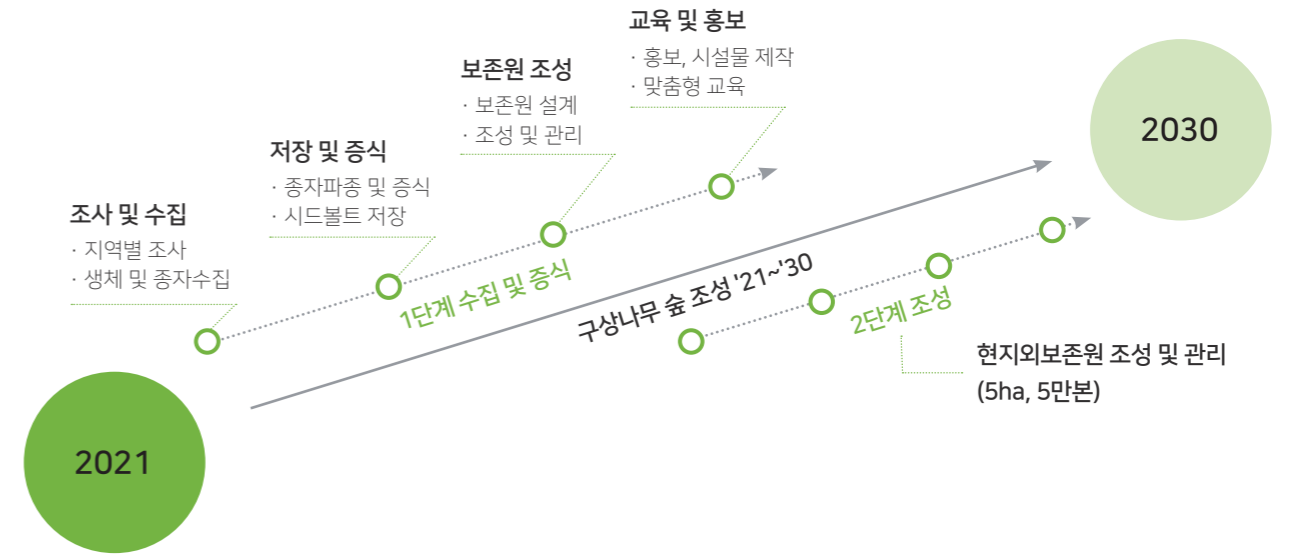 교육 및 홍보
· 홍보, 시설물 제작
· 맞춤형 교육
보존원 조성
· 보존원 설계
· 조성 및 관리
저장 및 증식
· 종자파종 및 증식
· 시드볼트 저장
조사 및 수집
· 지역별 조사
· 생체 및 종자수집
1단계 수집 및 증식
구상나무 숲 조성 '21~'30
2단계 조성
현지외보존원 조성 및 관리
(5ha, 5만본)
2021
2030